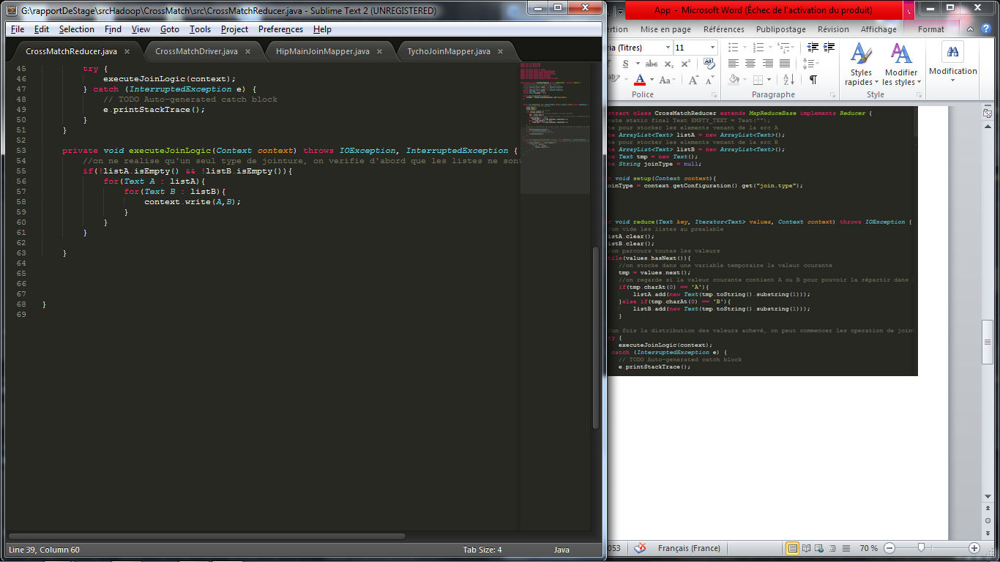 G:\rapportDeStage\srcHadoop\CrossMatch\src\CrossMatchReducer.java - Sublime Text 2 (UNREGISTERED)
File Edit Selection Find View Goto Tools Project Preferences Help
CrossMatchReducer.java × CrossMatchDriver.java × HipMainJoinMapper.java × TychoJoinMapper.java ×
45 try {
46 executeJoinLogic(context);
47 } catch (InterruptedException e) {
48 // TODO Auto-generated catch block
49 e.printStackTrace();
50 }
51 }
52
53 private void executeJoinLogic(Context context) throws IOException, InterruptedException {
54 //on ne realise qu'un seul type de jointure, on verifie d'abord que les listes ne son
55 if(!listA.isEmpty() && !listB.isEmpty()){
56 for(Text A : listA){
57 for(Text B : listB){
58 context.write(A,B);
59 }
60 }
61 }
62
63 }
64
65
66
67
68 }
69
Line 39, Column 60 Tab Size: 4 Java
App - Microsoft Word (Échec de l'activation du produit)
ertion Mise en page Références Publipostage Révision Affichage Format
ria (Titres) 11
Styles rapides
Modifier les styles
Modification
Police Paragraphe Style
stract class CrossMatchReducer extends MapReduceBase implements Reducer {
vate static final Text EMPTY_TEXT = Text("");
te pour stocker les elements venant de la src A
te ArrayList<Text> listA = new ArrayList<Text>();
te pour stocker les elements venant de la src B
te ArrayList<Text> listB = new ArrayList<Text>();
te Text tmp = new Text();
te String joinType = null;
c void setup(Context context){
oinType = context.getConfiguration().get("join.type");
c void reduce(Text key, Iterator<Text> values, Context context) throws IOException {
/on vide les listes au prealable
istA.clear();
istB.clear();
/on parcours toutes les valeurs
hile(values.hasNext()){
//on stocke dans une variable temporaire la valeur courante
tmp = values.next();
//on regarde si la valeur courante contient A ou B pour pouvoir la répartir dans
if(tmp.charAt(0) == 'A'){
listA.add(new Text(tmp.toString().substring(1)));
}else if(tmp.charAt(0) == 'B'){
listB.add(new Text(tmp.toString().substring(1)));
}
/un fois la distribution des valeurs achevé, on peut commencer les operation de join
ry {
executeJoinLogic(context);
catch (InterruptedException e) {
// TODO Auto-generated catch block
e.printStackTrace();
053 Français (France) 70 %